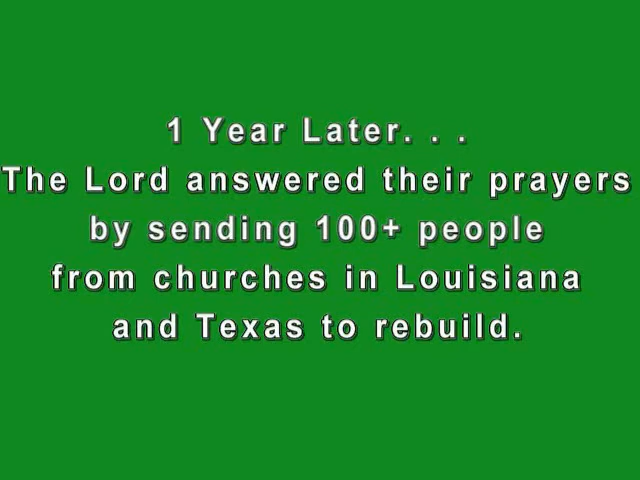 1 Year Later. . .
The Lord answered their prayers
by sending 100+ people
from churches in Louisiana
and Texas to rebuild.